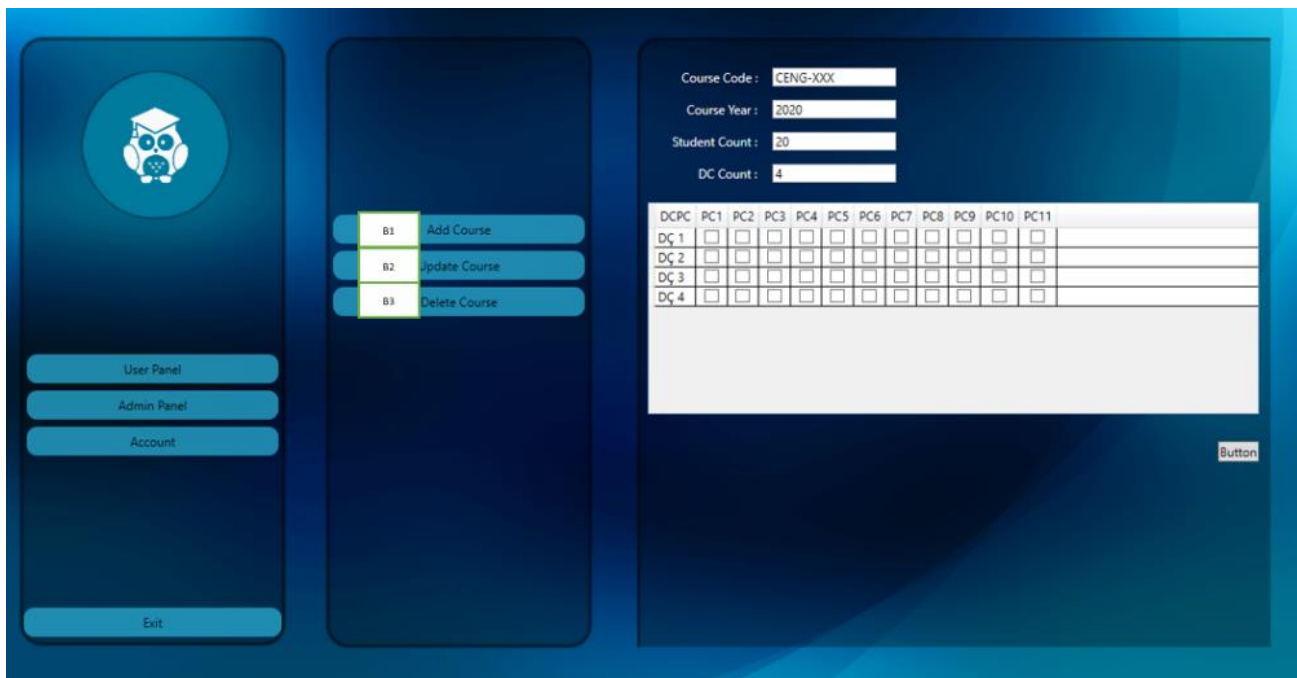 User Panel
Admin Panel
Account
Exit
B1 Add Course
B2 Update Course
B3 Delete Course
Course Code : CENG-XXX
Course Year : 2020
Student Count : 20
DC Count : 4
DCPC PC1 PC2 PC3 PC4 PC5 PC6 PC7 PC8 PC9 PC10 PC11
DÇ 1
DÇ 2
DÇ 3
DÇ 4
Button